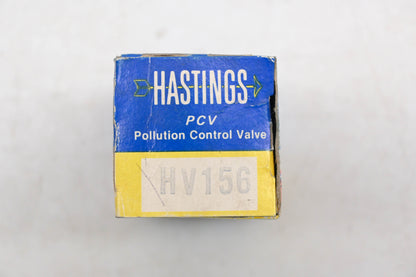 HASTINGS
PCV
Pollution Control Valve
HV156